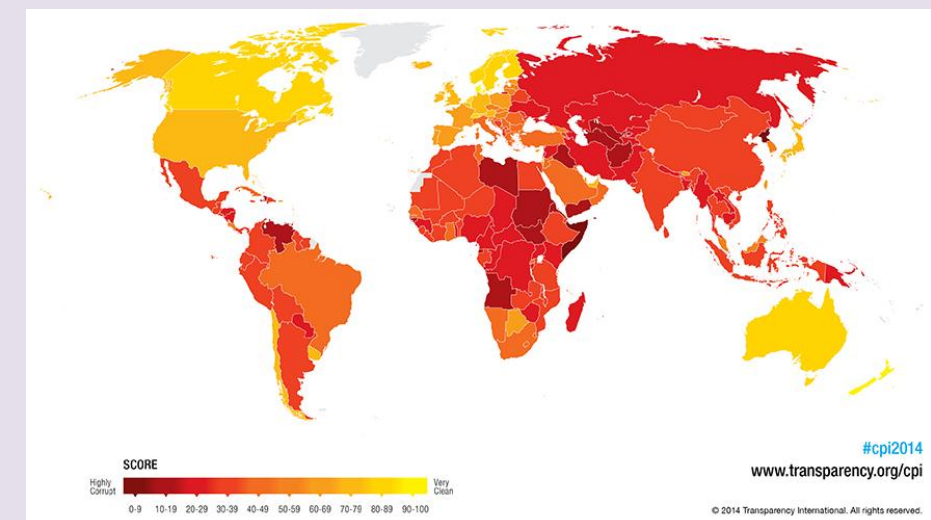 #cpi2014
www.transparency.org/cpi
SCORE
Highly
Corrupt
Very
Clean
0-9 10-19 20-29 30-39 40-49 50-59 60-69 70-79 80-89 90-100
© 2014 Transparency International. All rights reserved.